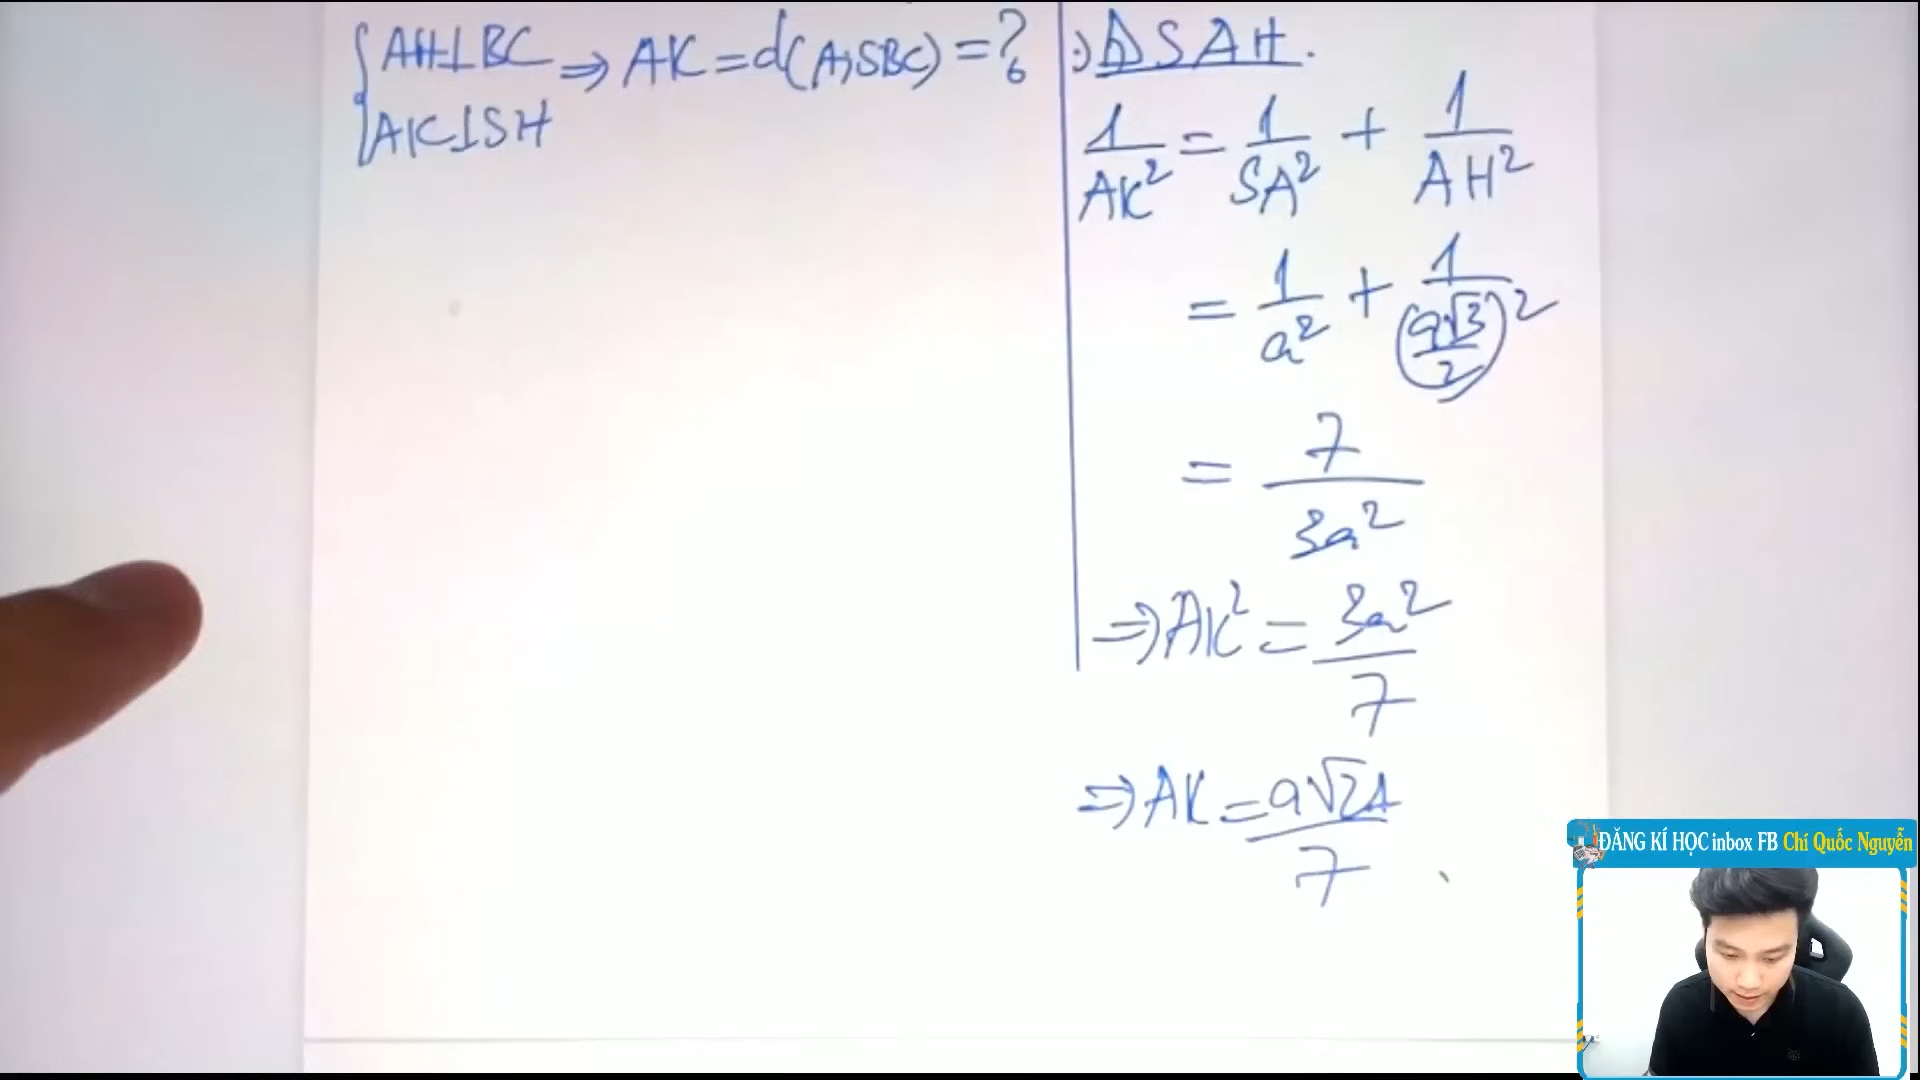 {AH⊥BC ⇒ AK = d(A;SBC) = ?
AK⊥SH
·) Δ SAH.
1/AK² = 1/SA² + 1/AH²
= 1/a² + 1/(a√3/2)²
= 7/3a²
⇒ AK² = 3a²/7
⇒ AK = a√21/7
ĐĂNG KÍ HỌC inbox FB Chí Quốc Nguyễn